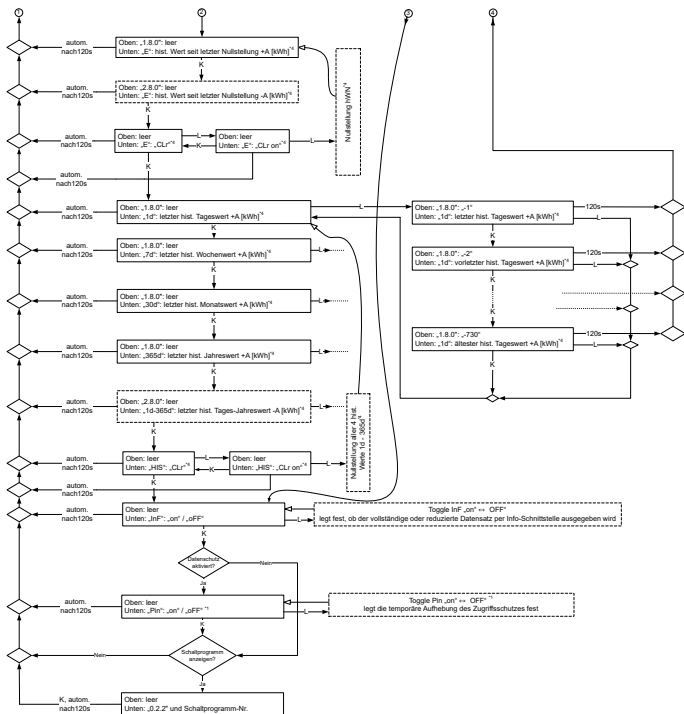 1
2
3
4
autom.
nach120s
Oben: „1.8.0": leer
Unten: „E": hist. Wert seit letzter Nullstellung +A [kWh]*4
K
autom.
nach120s
Oben: „2.8.0": leer
Unten: „E": hist. Wert seit letzter Nullstellung -A [kWh]*4
Nullstellung hWN*4
K
autom.
nach120s
Oben: leer
Unten: „E": „CLr"*4
L
K
Oben: leer
Unten: „E": „CLr on"*4
L
autom.
nach120s
K
autom.
nach120s
Oben: „1.8.0": leer
Unten: „1d": letzter hist. Tageswert +A [kWh]*4
L
Oben: „1.8.0": „-1"
Unten: „1d": letzter hist. Tageswert +A [kWh]*4
120s
L
K
K
autom.
nach120s
Oben: „1.8.0": leer
Unten: „7d": letzter hist. Wochenwert +A [kWh]*4
L
Oben: „1.8.0": „-2"
Unten: „1d": vorletzter hist. Tageswert +A [kWh]*4
120s
L
K
K
autom.
nach120s
Oben: „1.8.0": leer
Unten: „30d": letzter hist. Monatswert +A [kWh]*4
L
K
K
autom.
nach120s
Oben: „1.8.0": leer
Unten: „365d": letzter hist. Jahreswert +A [kWh]*4
L
Oben: „1.8.0": „-730"
Unten: „1d": ältester hist. Tageswert +A [kWh]*4
120s
L
K
K
autom.
nach120s
Oben: „2.8.0": leer
Unten: „1d-365d": letzter hist. Tages-Jahreswert -A [kWh]*4
L
Nullstellung aller 4 hist.
Werte 1d - 365d*4
K
autom.
nach120s
Oben: leer
Unten: „HIS": „CLr"*4
L
K
Oben: leer
Unten: „HIS": „CLr on"*4
L
autom.
nach120s
K
autom.
nach120s
Oben: leer
Unten: „InF": „on" / „oFF"
L
Toggle InF „on" ↔ OFF"
legt fest, ob der vollständige oder reduzierte Datensatz per Info-Schnittstelle ausgegeben wird
K
Datenschutz
aktiviert?
Nein
Ja
autom.
nach120s
Oben: leer
Unten: „Pin": „on" / „oFF" *1
L
Toggle Pin „on" ↔ OFF" *1
legt die temporäre Aufhebung des Zugriffsschutzes fest
K
Schaltprogramm
anzeigen?
Nein
Ja
K, autom.
nach120s
Oben: leer
Unten: „0.2.2" und Schaltprogramm-Nr.